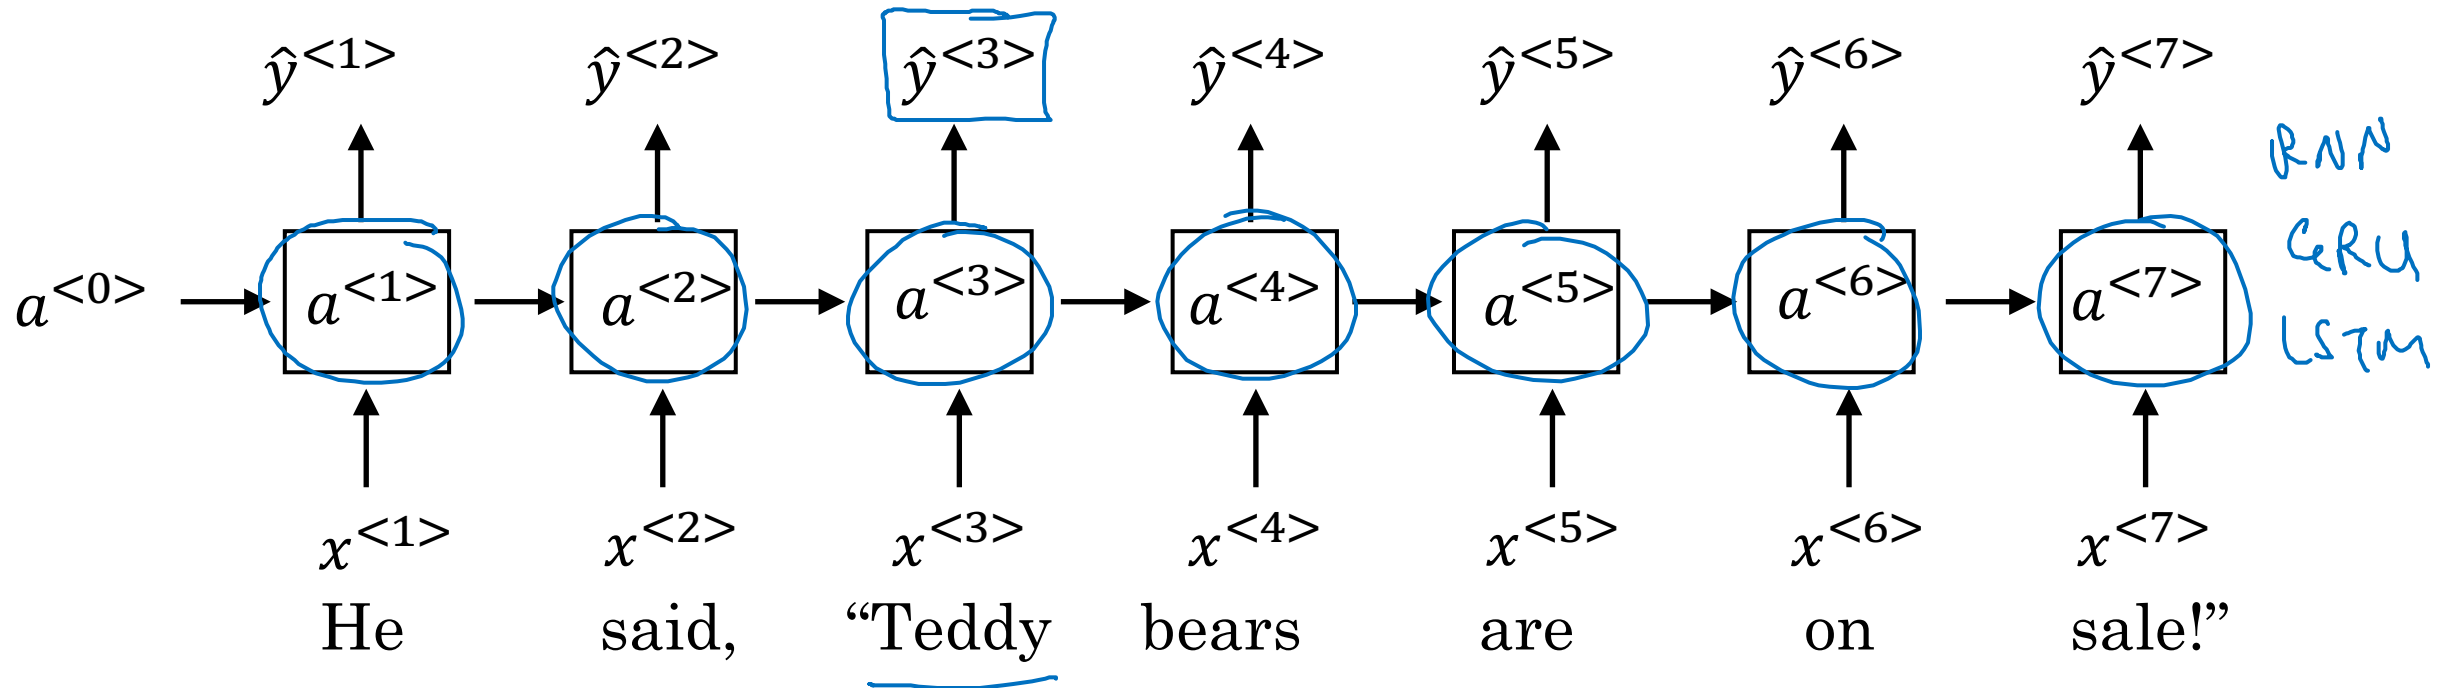 ŷ<1> ŷ<2> ŷ<3> ŷ<4> ŷ<5> ŷ<6> ŷ<7>
RNN
GRU
LSTM
a<0> a<1> a<2> a<3> a<4> a<5> a<6> a<7>
x<1> x<2> x<3> x<4> x<5> x<6> x<7>
He said, “Teddy bears are on sale!”